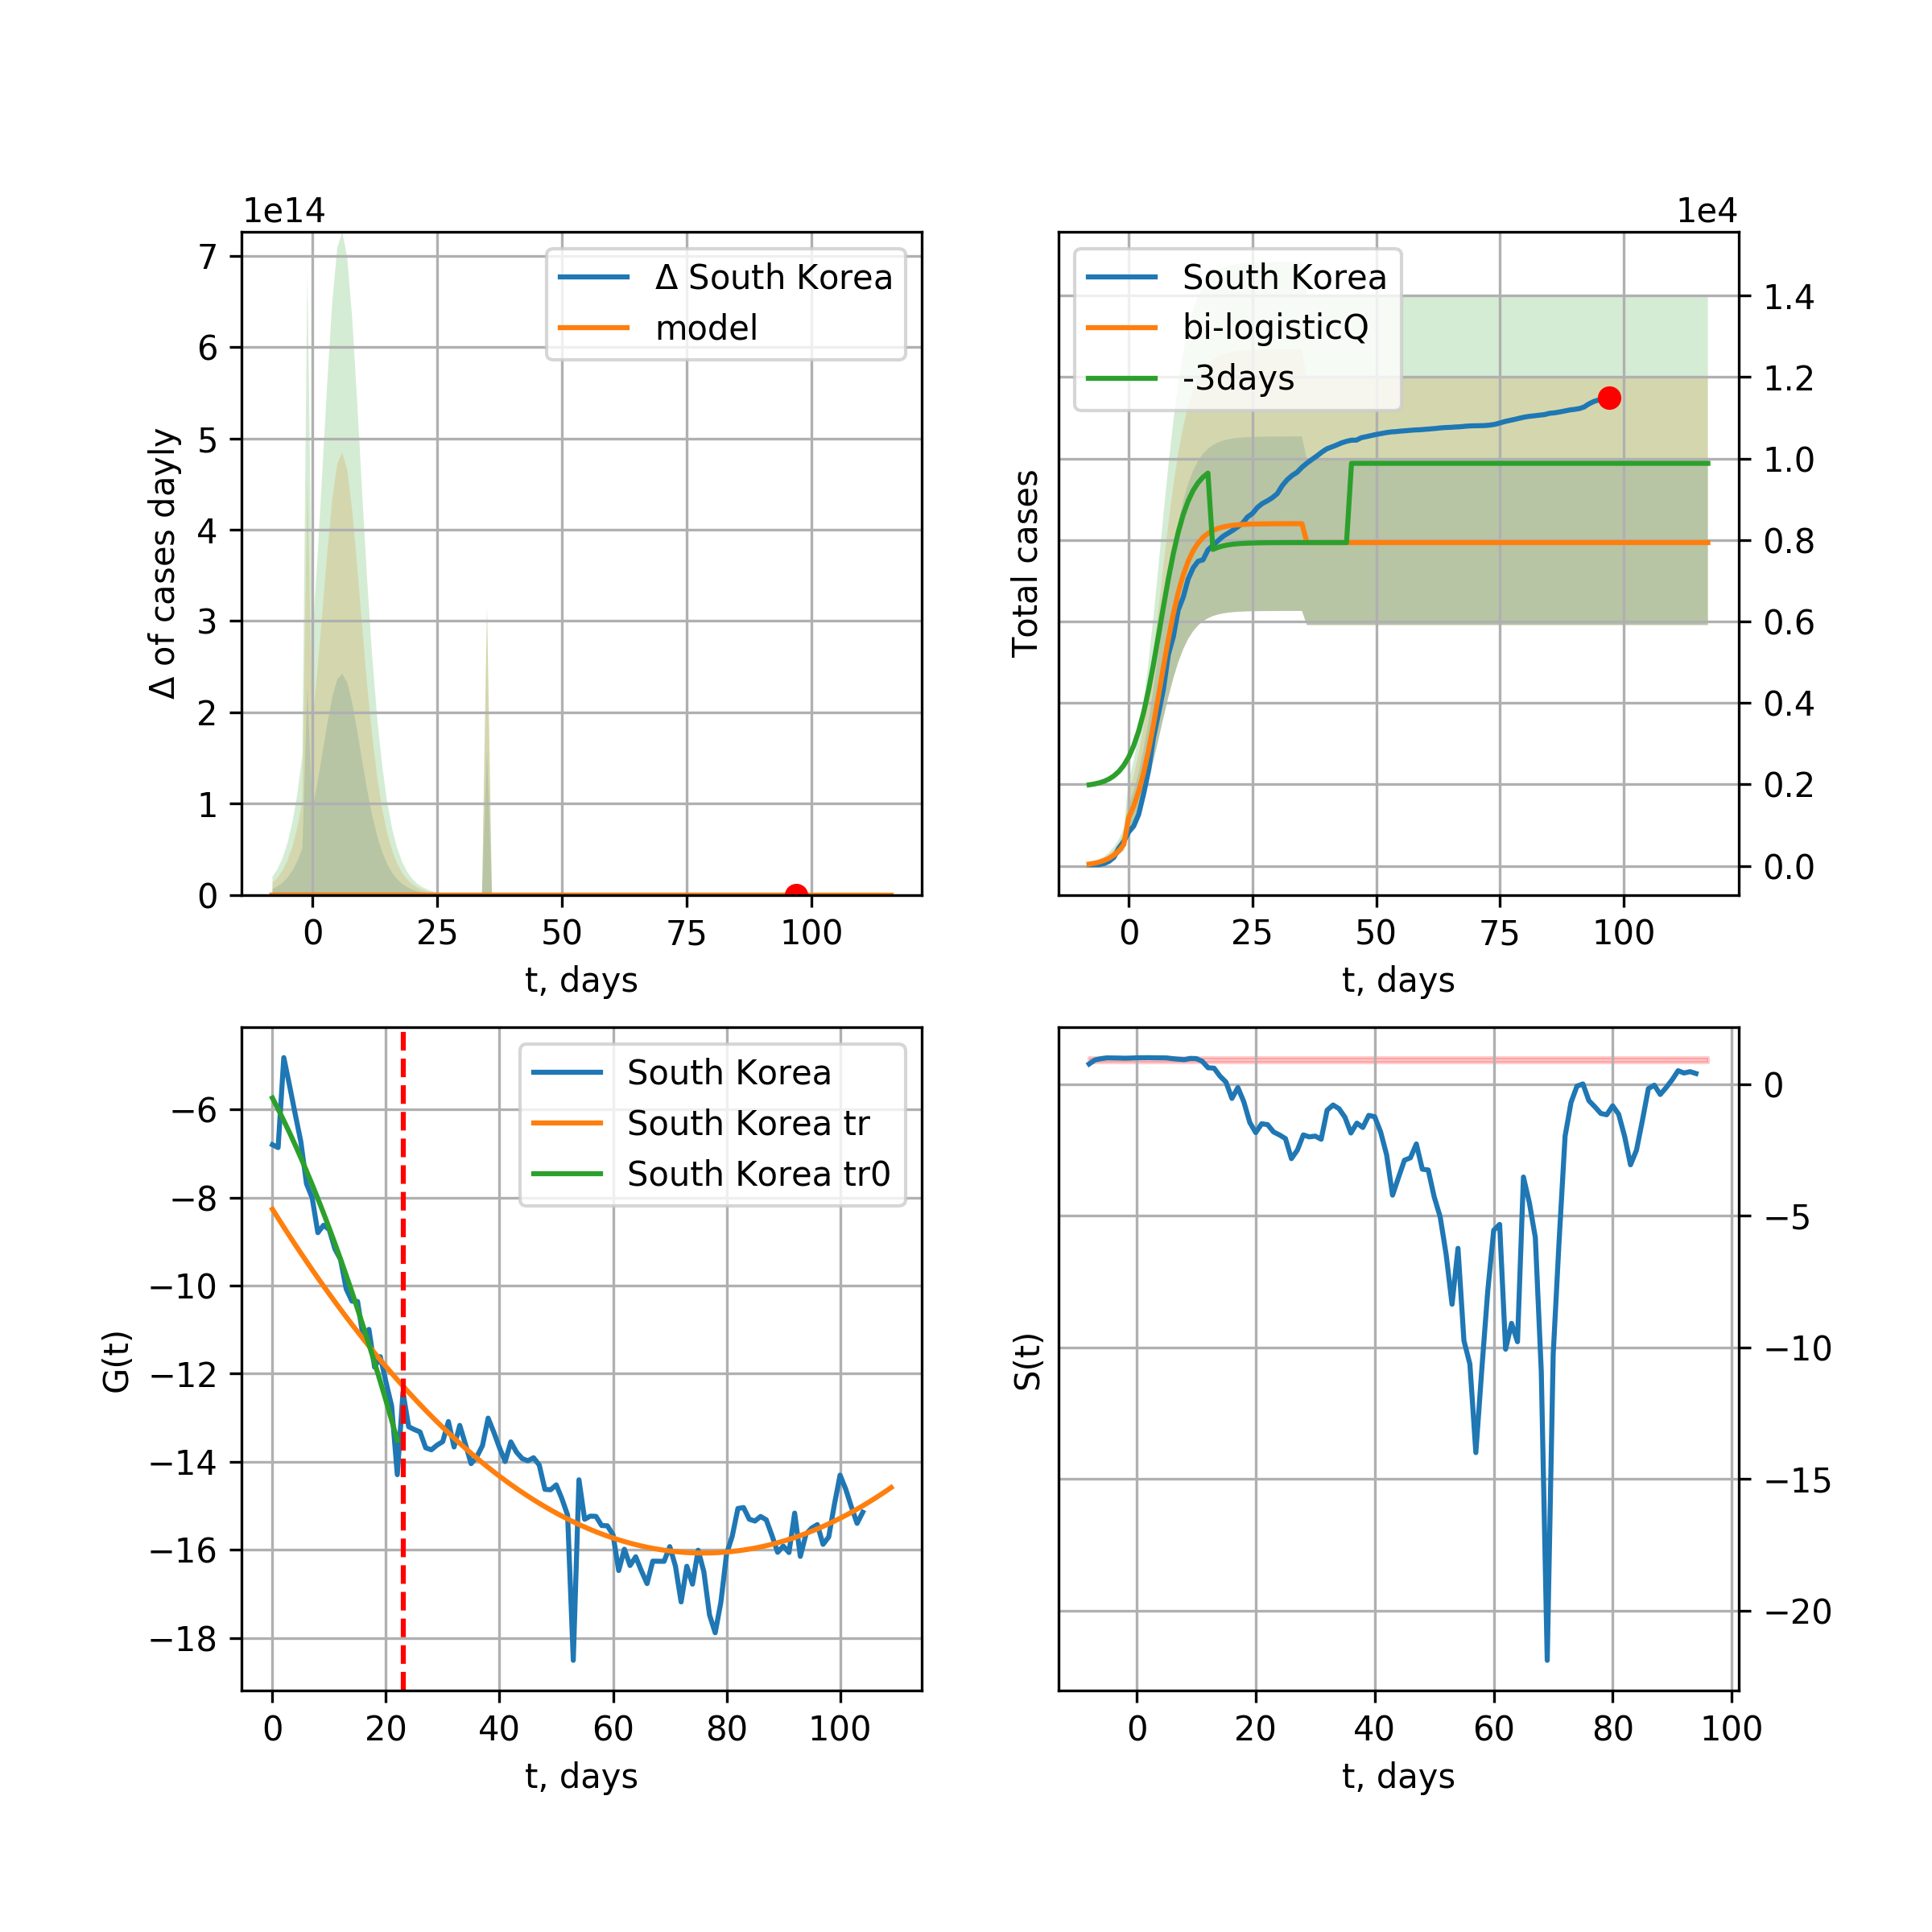 1e14
7
6
5
4
3
2
1
0
Δ of cases dayly
Δ South Korea
model
0 25 50 75 100
t, days
1e4
South Korea
bi-logisticQ
-3days
1.4
1.2
1.0
0.8
0.6
0.4
0.2
0.0
Total cases
0 25 50 75 100
t, days
South Korea
South Korea tr
South Korea tr0
−6
−8
−10
−12
−14
−16
−18
G(t)
0 20 40 60 80 100
t, days
S(t)
0
−5
−10
−15
−20
0 20 40 60 80 100
t, days